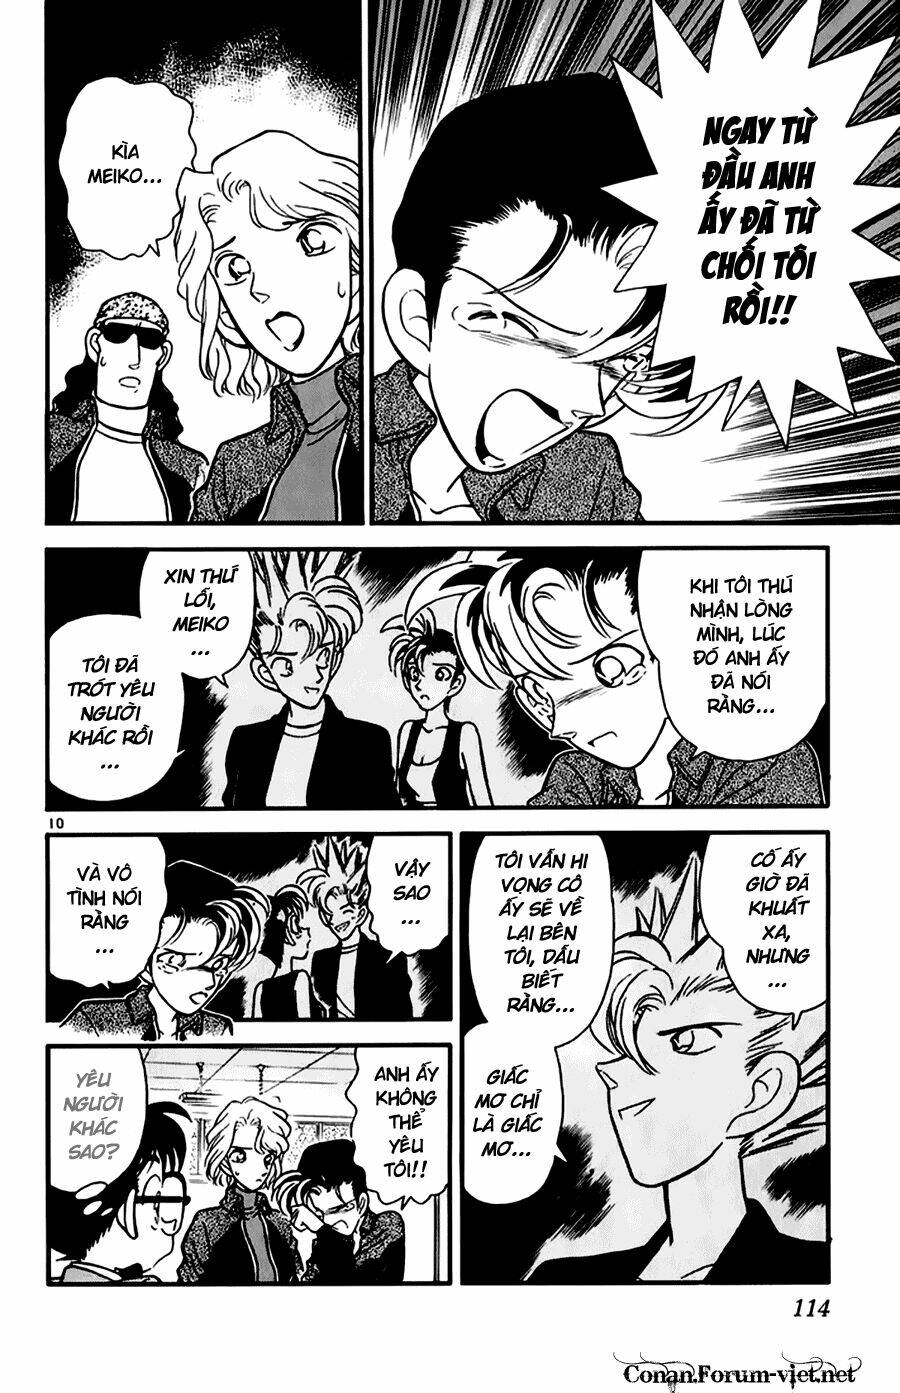 NGAY TỪ
ĐẦU ANH
ẤY ĐÃ TỪ
CHỐI TÔI
RỒI!!
KÌA
MEIKO...
KHI TÔI THÚ
NHẬN LÒNG
MÌNH, LÚC
ĐÓ ANH ẤY
ĐÃ NÓI
RẰNG...
XIN THỨ
LỖI,
MEIKO
...
TÔI ĐÃ
TRÓT YÊU
NGƯỜI
KHÁC RỒI
...
10
CÔ ẤY
GIỜ ĐÃ
KHUẤT
XA,
NHƯNG
...
TÔI VẪN HI
VỌNG CÔ
ẤY SẼ VỀ
LẠI BÊN
TÔI, DẪU
BIẾT
RẰNG...
GIẤC
MƠ CHỈ
LÀ GIẤC
MƠ...
VẬY
SAO
...
VÀ VÔ
TÌNH NÓI
RẰNG
...
ANH ẤY
KHÔNG
THỂ
YÊU
TÔI!!
YÊU
NGƯỜI
KHÁC
SAO?
114
Conan.Forum-viet.net